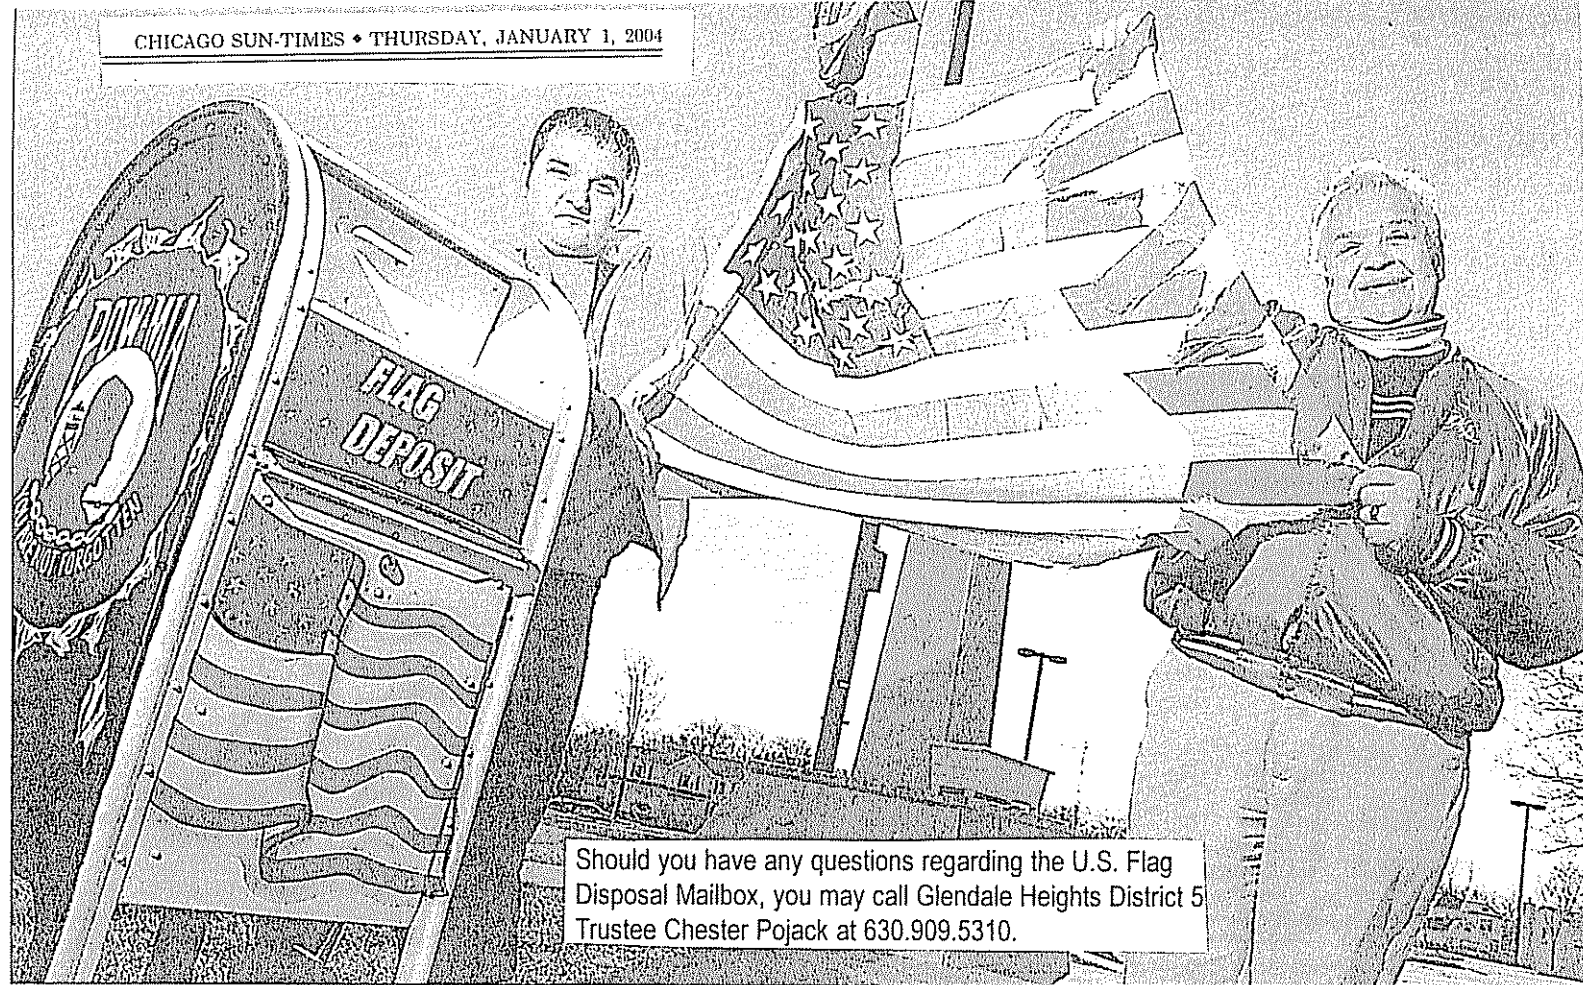 CHICAGO SUN-TIMES • THURSDAY, JANUARY 1, 2004
FLAG
DEPOSIT
Should you have any questions regarding the U.S. Flag
Disposal Mailbox, you may call Glendale Heights District 5
Trustee Chester Pojack at 630.909.5310.